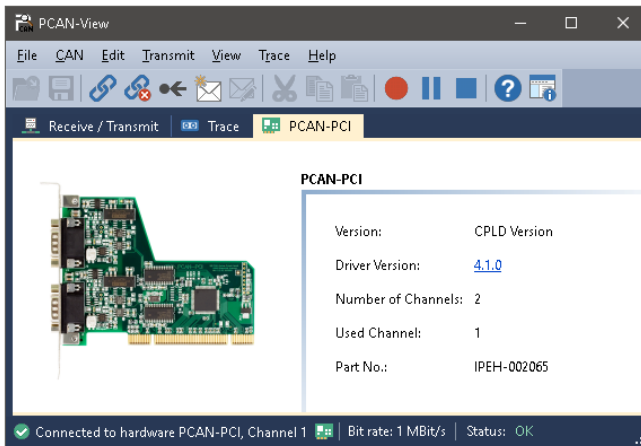 PCAN-View
File CAN Edit Transmit View Trace Help
Receive / Transmit Trace PCAN-PCI
PCAN-PCI
Version: CPLD Version
Driver Version: 4.1.0
Number of Channels: 2
Used Channel: 1
Part No.: IPEH-002065
Connected to hardware PCAN-PCI, Channel 1 Bit rate: 1 MBit/s Status: OK